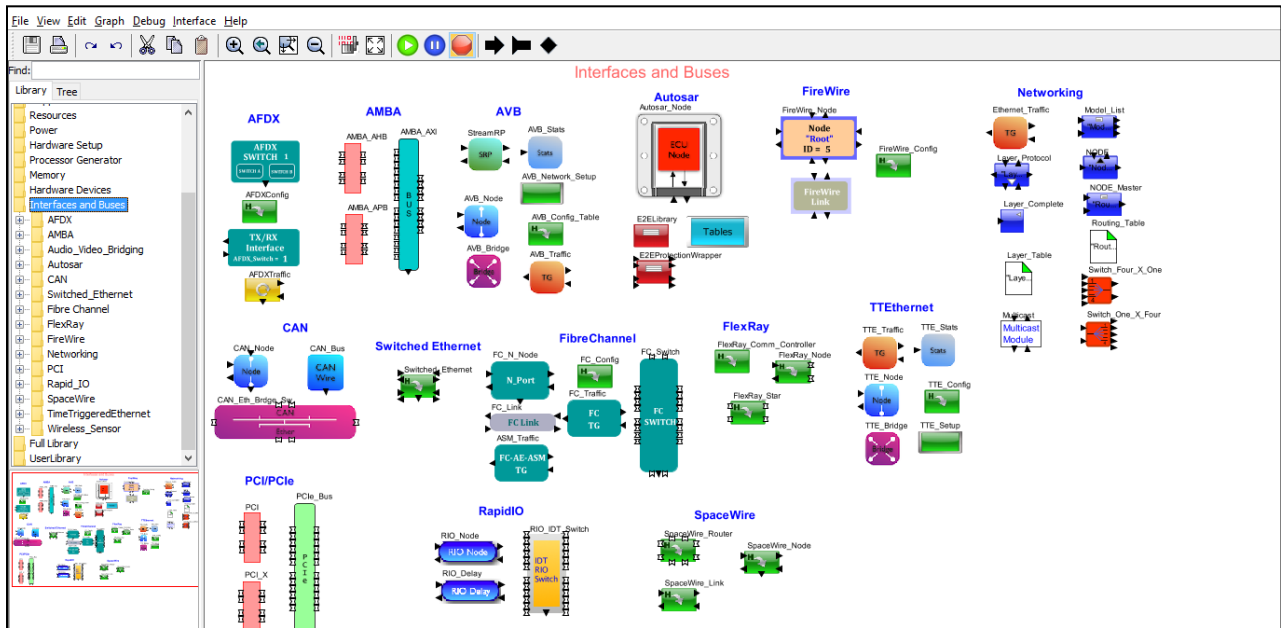 File View Edit Graph Debug Interface Help
Find:
Library Tree
Resources
Power
Hardware Setup
Processor Generator
Memory
Hardware Devices
Interfaces and Buses
AFDX
AMBA
Audio_Video_Bridging
Autosar
CAN
Switched_Ethernet
Fibre Channel
FlexRay
FireWire
Networking
PCI
Rapid_IO
SpaceWire
TimeTriggeredEthernet
Wireless_Sensor
Full Library
UserLibrary
Interfaces and Buses
AFDX
AFDX
SWITCH 1
SWITCH A SWITCH B
AFDXConfig
H
TX/RX
Interface
AFDX_Switch = 1
AFDXTraffic
AMBA
AMBA_AHB
AMBA_AXI
BUS
AMBA_APB
AVB
StreamRP
SRP
AVB_Stats
Stats
AVB_Network_Setup
AVB_Node
Node
AVB_Config_Table
H
AVB_Bridge
Bridge
AVB_Traffic
TG
Autosar
Autosar_Node
ECU
Node
E2ELibrary
Tables
E2EProtectionWrapper
FireWire
FireWire_Node
Node
"Root"
ID = 5
FireWire_Config
H
FireWire
Link
Networking
Ethernet_Traffic
TG
Model_List
"Mod...
Layer_Protocol
"Lay...
NODE
"Nod...
Layer_Complete
NODE_Master
"Rou...
Routing_Table
"Rout...
Layer_Table
"Laye...
Switch_Four_X_One
Multicast
Multicast
Module
Switch_One_X_Four
CAN
CAN_Node
Node
CAN_Bus
CAN
Wire
CAN_Eth_Brdge_Sw
CAN
Ether
Switched Ethernet
Switched_Ethernet
H
FibreChannel
FC_N_Node
N_Port
FC_Config
H
FC_Switch
FC
SWITCH
FC_Link
FC Link
FC_Traffic
FC
TG
ASM_Traffic
FC-AE-ASM
TG
FlexRay
FlexRay_Comm_Controller
H
FlexRay_Node
H
FlexRay_Star
H
TTEthernet
TTE_Traffic
TG
TTE_Stats
Stats
TTE_Node
Node
TTE_Config
H
TTE_Bridge
Bridge
TTE_Setup
PCI/PCIe
PCI
PCIe_Bus
PCIe
PCI_X
RapidIO
RIO_Node
RIO Node
RIO_IDT_Switch
IDT
RIO
Switch
RIO_Delay
RIO Delay
SpaceWire
SpaceWire_Router
H
SpaceWire_Node
H
SpaceWire_Link
H